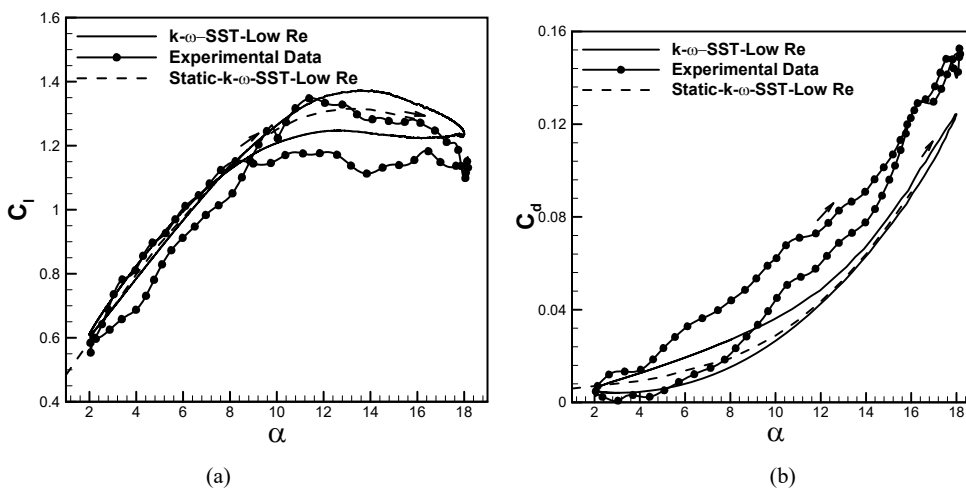 k-ω-SST-Low Re
Experimental Data
Static-k-ω-SST-Low Re
1.6
1.4
1.2
1
0.8
0.6
0.4
C_l
2 4 6 8 10 12 14 16 18
α
(a)
k-ω-SST-Low Re
Experimental Data
Static-k-ω-SST-Low Re
0.16
0.12
0.08
0.04
0
C_d
2 4 6 8 10 12 14 16 18
α
(b)